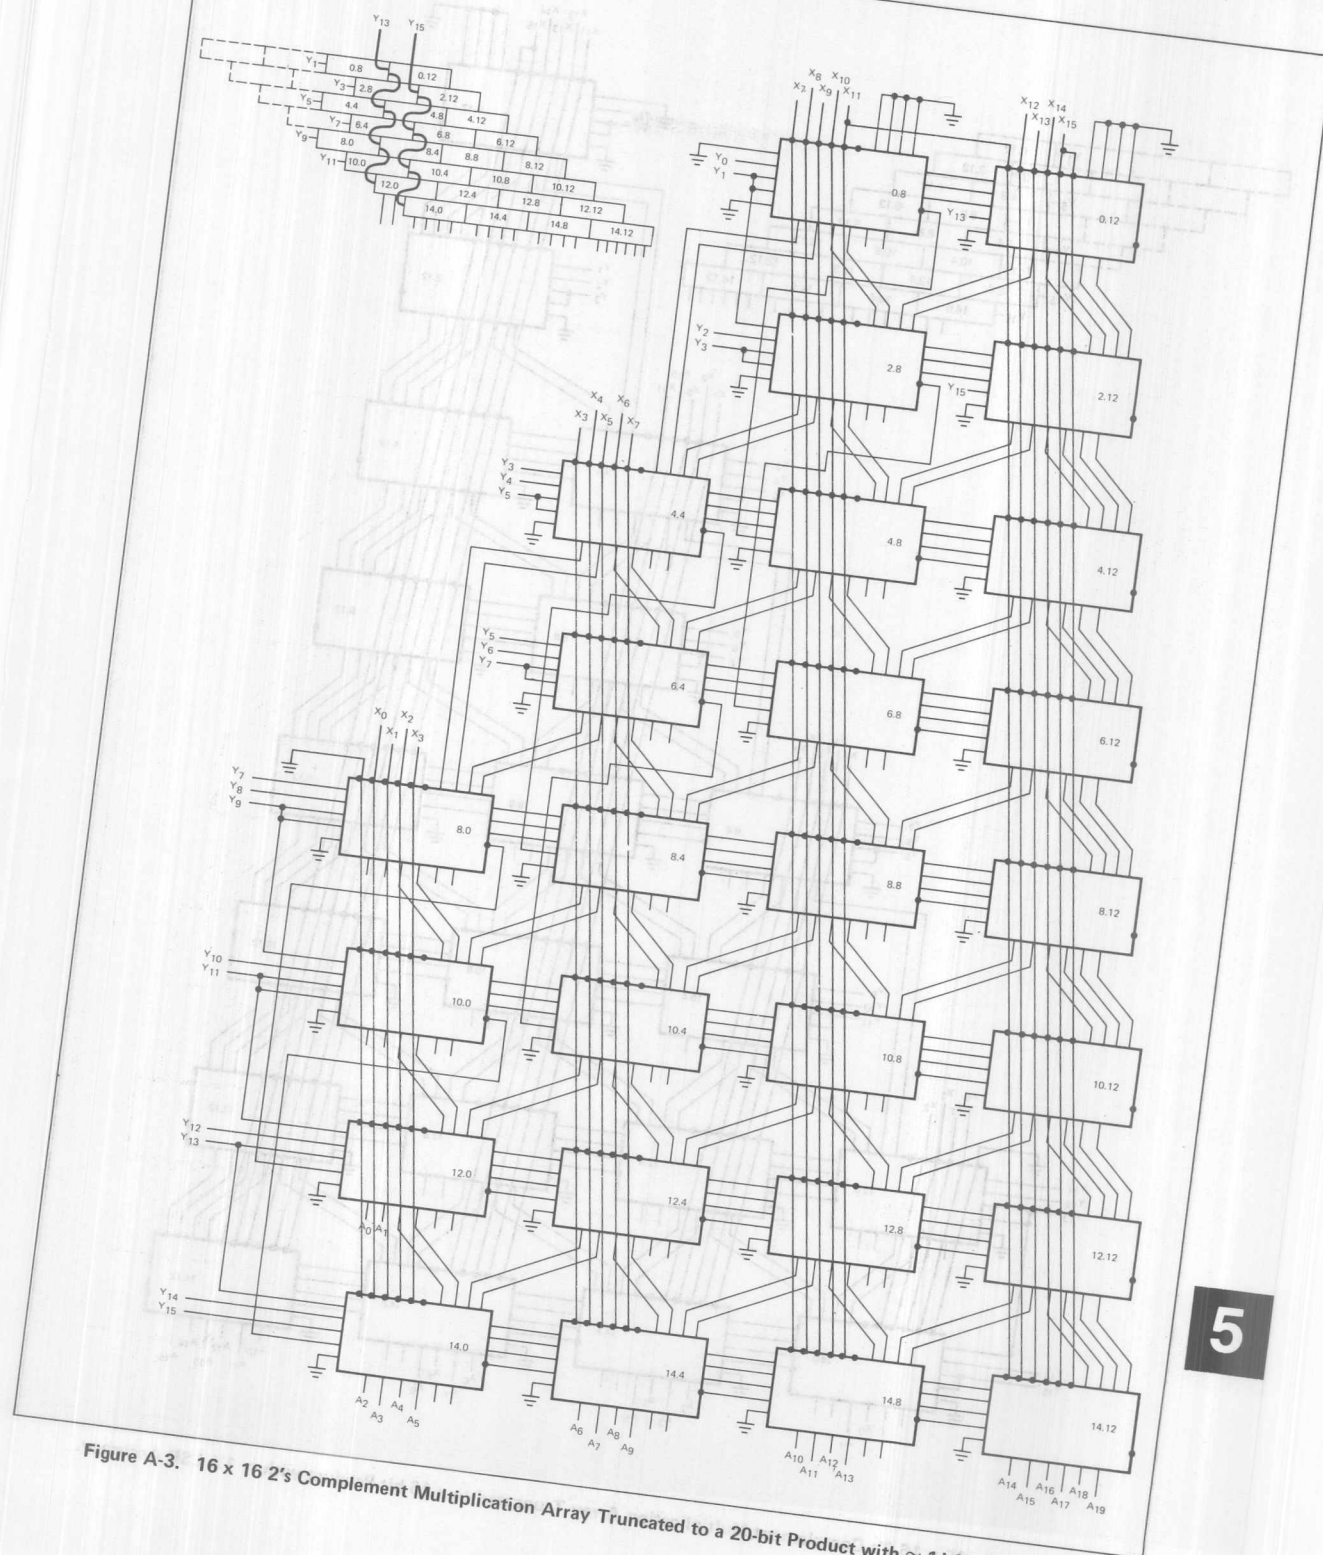 Y13 Y15
Y1 0.8 0.12
Y3 2.8 2.12
Y5 4.4 4.8 4.12
Y7 6.4 6.8 6.12
Y9 8.0 8.4 8.8 8.12
Y11 10.0 10.4 10.8 10.12
12.0 12.4 12.8 12.12
14.0 14.4 14.8 14.12
X7 X8 X9 X10 X11
X12 X13 X14 X15
Y0
Y1
0.8
Y13
0.12
Y2
Y3
2.8
Y15
2.12
X3 X4 X5 X6 X7
Y3
Y4
Y5
4.4
4.8
4.12
Y5
Y6
Y7
6.4
6.8
6.12
X0 X1 X2 X3
Y7
Y8
Y9
8.0
8.4
8.8
8.12
Y10
Y11
10.0
10.4
10.8
10.12
Y12
Y13
12.0
12.4
12.8
12.12
A0 A1
Y14
Y15
14.0
14.4
14.8
14.12
A2 A3 A4 A5
A6 A7 A8 A9
A10 A11 A12 A13
A14 A15 A16 A17 A18 A19
5
Figure A-3. 16 x 16 2's Complement Multiplication Array Truncated to a 20-bit Product with